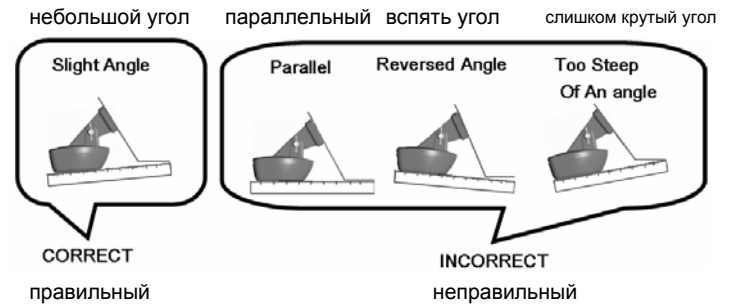 небольшой угол
параллельный
вспять угол
слишком крутый угол
Slight Angle
Parallel
Reversed Angle
Too Steep
Of An angle
CORRECT
INCORRECT
правильный
неправильный